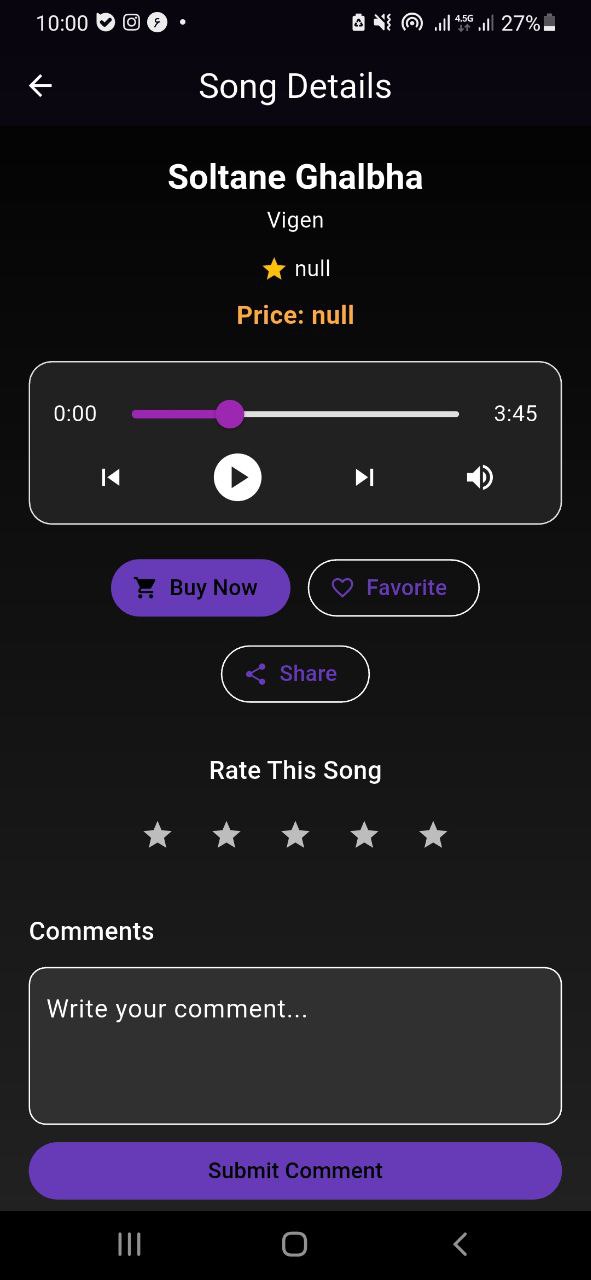 10:00 ۶ • 4.5G 27%
Song Details
Soltane Ghalbha
Vigen
null
Price: null
0:00 3:45
Buy Now Favorite
Share
Rate This Song
Comments
Write your comment...
Submit Comment